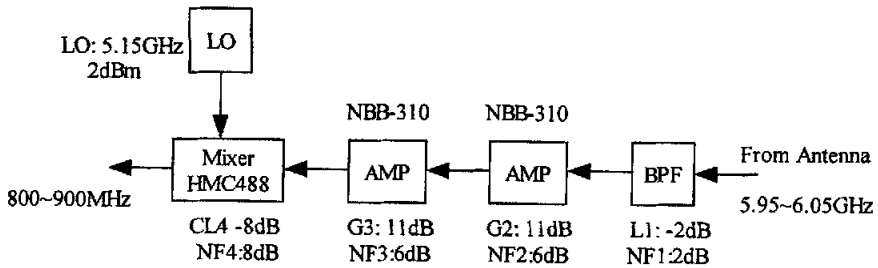 LO: 5.15GHz
2dBm
LO
NBB-310
NBB-310
Mixer
HMC488
AMP
AMP
BPF
From Antenna
800~900MHz
5.95~6.05GHz
CL4 -8dB
NF4:8dB
G3: 11dB
NF3:6dB
G2: 11dB
NF2:6dB
L1: -2dB
NF1:2dB